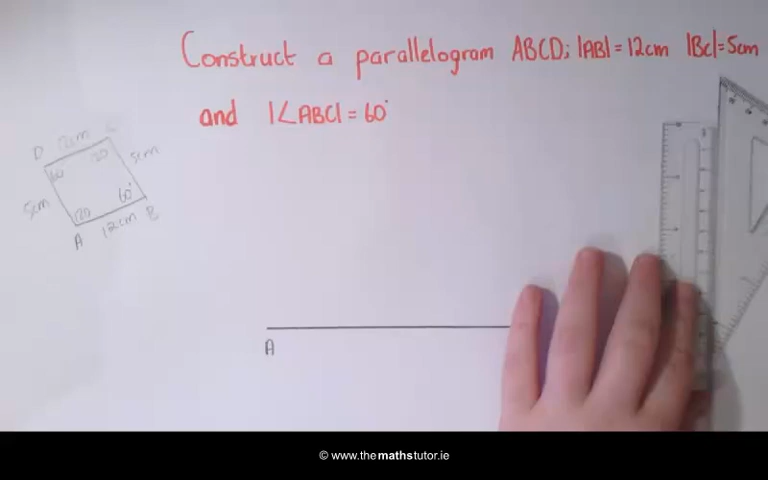 Construct a parallelogram ABCD; |AB| = 12cm |BC| = 5cm
and |∠ABC| = 60°
D 12cm C
60 120 5cm
5cm 60°
120 12cm B
A
A
© www.themathstutor.ie